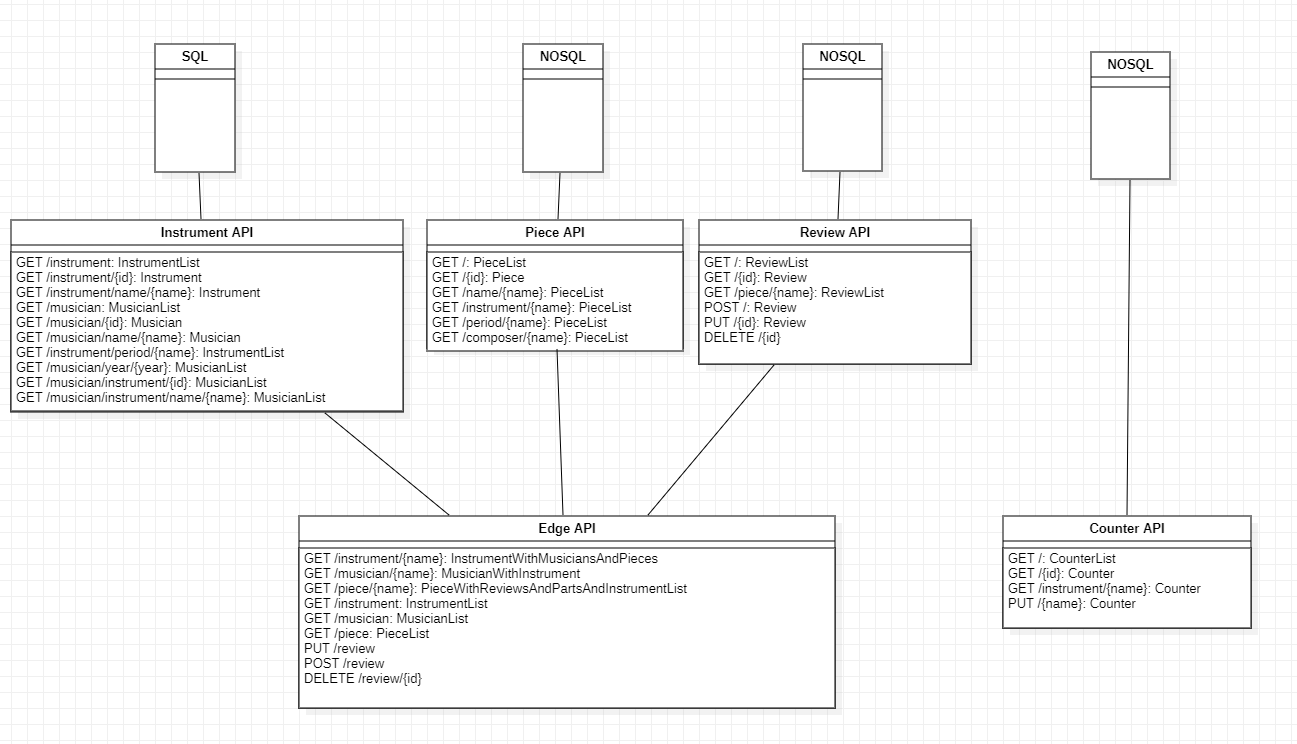 SQL
NOSQL
NOSQL
NOSQL
Instrument API
GET /instrument: InstrumentList
GET /instrument/{id}: Instrument
GET /instrument/name/{name}: Instrument
GET /musician: MusicianList
GET /musician/{id}: Musician
GET /musician/name/{name}: Musician
GET /instrument/period/{name}: InstrumentList
GET /musician/year/{year}: MusicianList
GET /musician/instrument/{id}: MusicianList
GET /musician/instrument/name/{name}: MusicianList
Piece API
GET /: PieceList
GET /{id}: Piece
GET /name/{name}: PieceList
GET /instrument/{name}: PieceList
GET /period/{name}: PieceList
GET /composer/{name}: PieceList
Review API
GET /: ReviewList
GET /{id}: Review
GET /piece/{name}: ReviewList
POST /: Review
PUT /{id}: Review
DELETE /{id}
Edge API
GET /instrument/{name}: InstrumentWithMusiciansAndPieces
GET /musician/{name}: MusicianWithInstrument
GET /piece/{name}: PieceWithReviewsAndPartsAndInstrumentList
GET /instrument: InstrumentList
GET /musician: MusicianList
GET /piece: PieceList
PUT /review
POST /review
DELETE /review/{id}
Counter API
GET /: CounterList
GET /{id}: Counter
GET /instrument/{name}: Counter
PUT /{name}: Counter